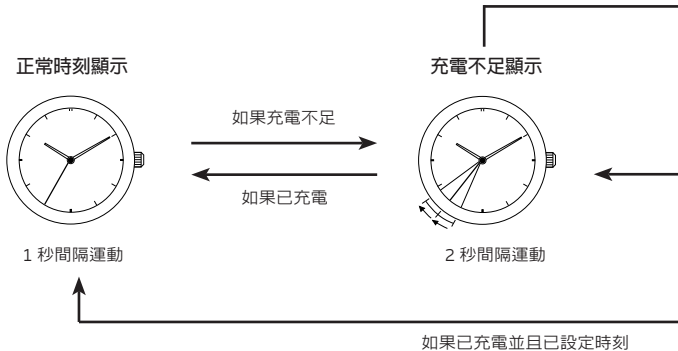 正常時刻顯示
充電不足顯示
如果充電不足
如果已充電
1 秒間隔運動
2 秒間隔運動
如果已充電並且已設定時刻